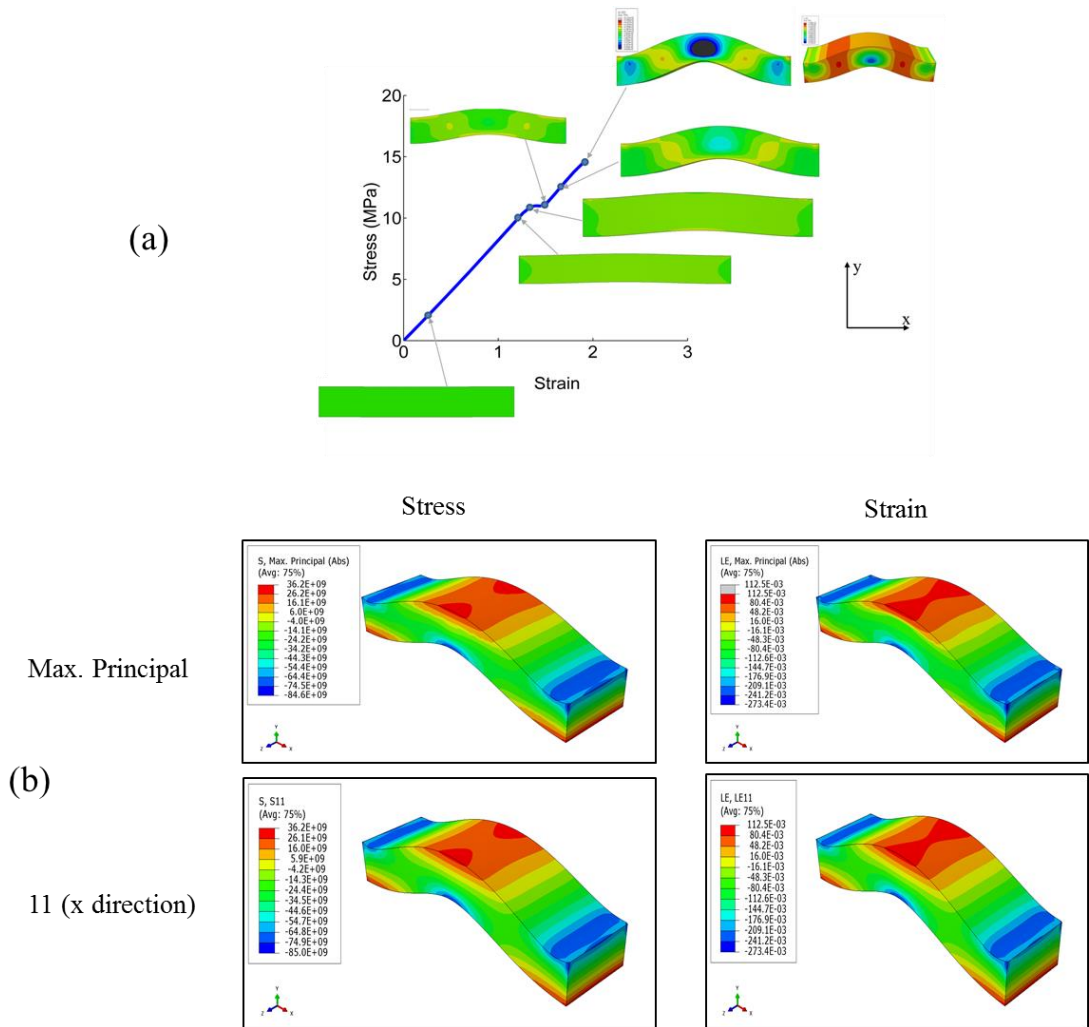 (a)
Stress (MPa)
20
15
10
5
0
0
1
2
3
Strain
y
x
Stress
Strain
Max. Principal
S, Max. Principal (Abs)
(Avg: 75%)
36.2E+09
26.2E+09
16.1E+09
6.0E+09
-4.0E+09
-14.1E+09
-24.2E+09
-34.2E+09
-44.3E+09
-54.4E+09
-64.4E+09
-74.5E+09
-84.6E+09
Y
Z
X
LE, Max. Principal (Abs)
(Avg: 75%)
112.5E-03
112.5E-03
80.4E-03
48.2E-03
16.0E-03
-16.1E-03
-48.3E-03
-80.4E-03
-112.6E-03
-144.7E-03
-176.9E-03
-209.1E-03
-241.2E-03
-273.4E-03
Y
Z
X
(b)
11 (x direction)
S, S11
(Avg: 75%)
36.2E+09
26.1E+09
16.0E+09
5.9E+09
-4.2E+09
-14.3E+09
-24.4E+09
-34.5E+09
-44.6E+09
-54.7E+09
-64.8E+09
-74.9E+09
-85.0E+09
Y
Z
X
LE, LE11
(Avg: 75%)
112.5E-03
80.4E-03
48.2E-03
16.0E-03
-16.1E-03
-48.3E-03
-80.4E-03
-112.6E-03
-144.7E-03
-176.9E-03
-209.1E-03
-241.2E-03
-273.4E-03
Y
Z
X